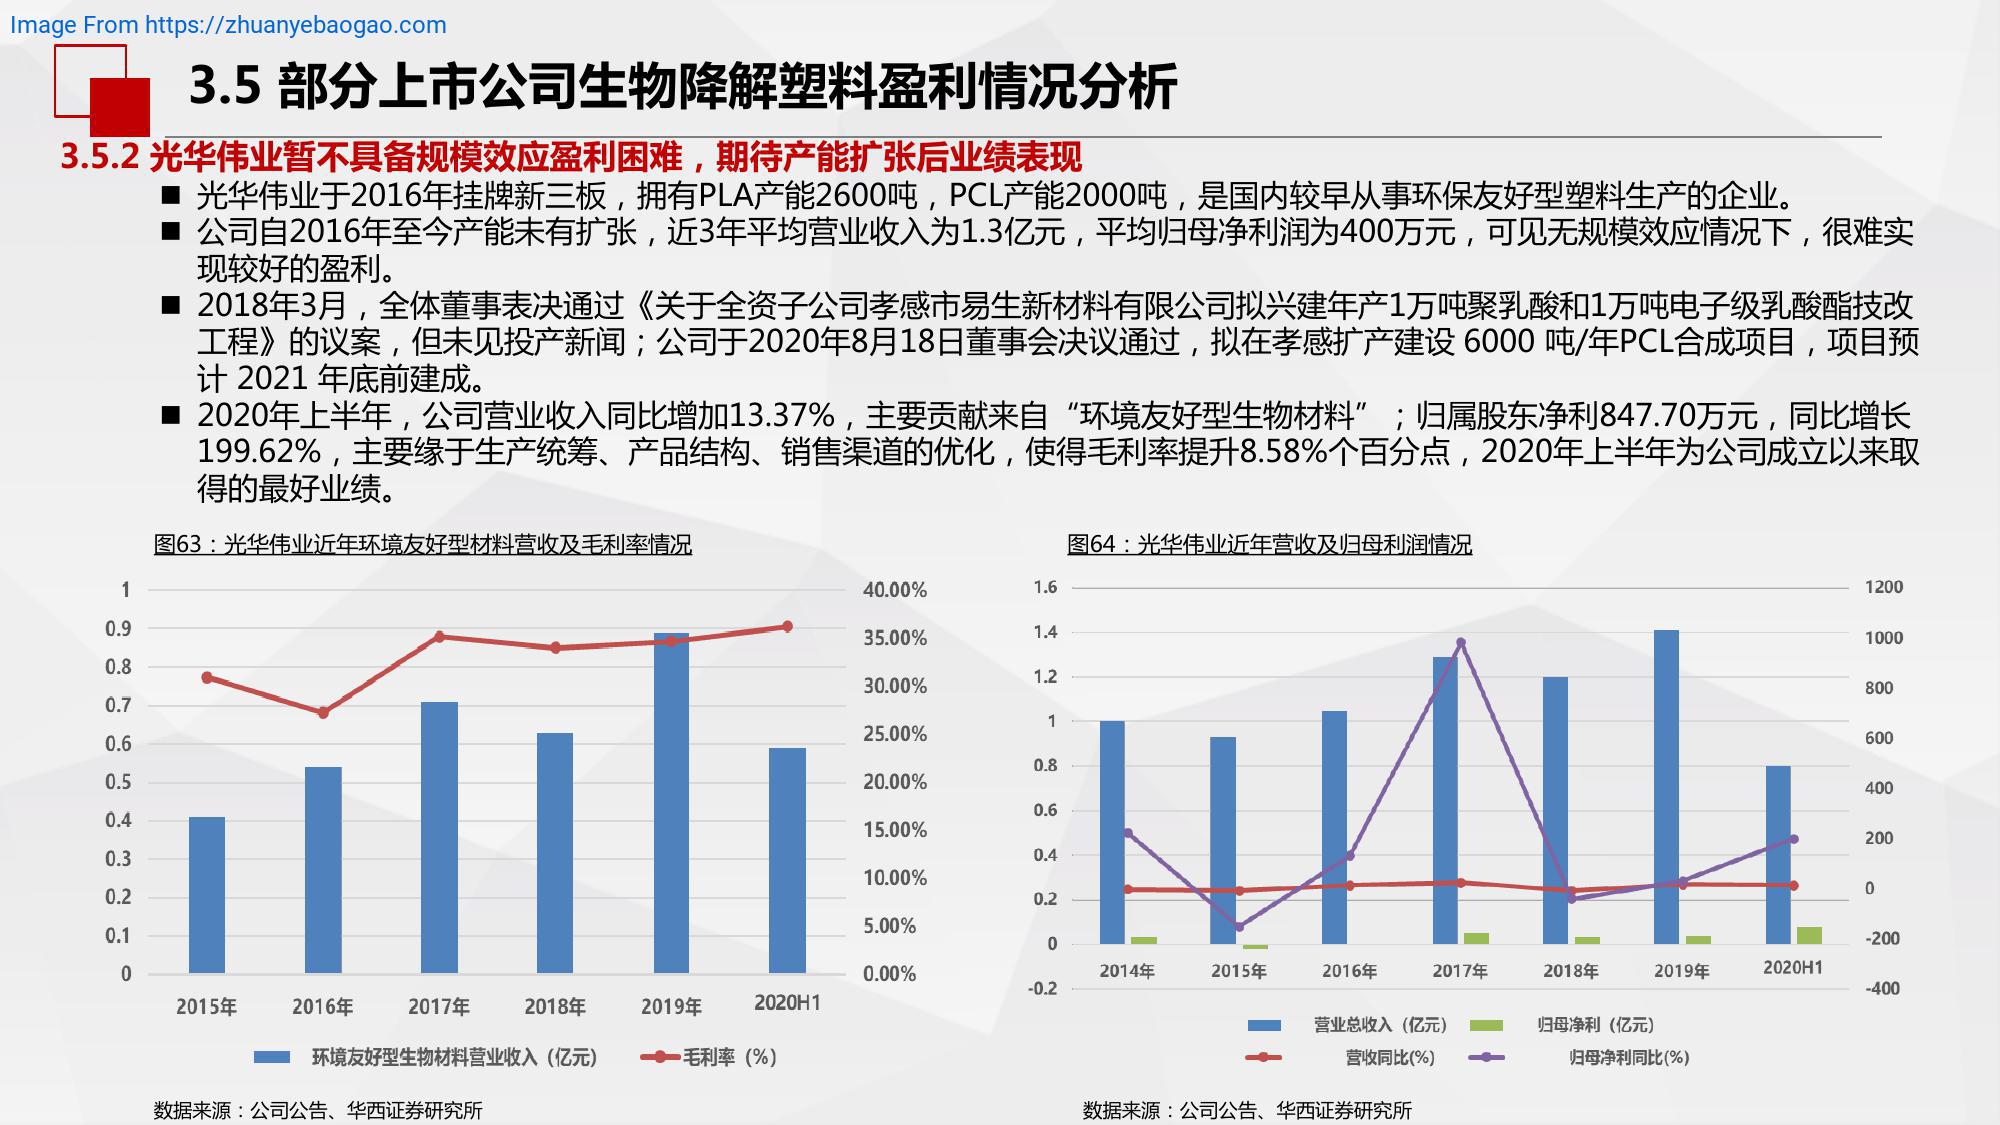 Image From https://zhuanyebaogao.com
3.5 部分上市公司生物降解塑料盈利情况分析
3.5.2 光华伟业暂不具备规模效应盈利困难，期待产能扩张后业绩表现
■ 光华伟业于2016年挂牌新三板，拥有PLA产能2600吨，PCL产能2000吨，是国内较早从事环保友好型塑料生产的企业。
■ 公司自2016年至今产能未有扩张，近3年平均营业收入为1.3亿元，平均归母净利润为400万元，可见无规模效应情况下，很难实
现较好的盈利。
■ 2018年3月，全体董事表决通过《关于全资子公司孝感市易生新材料有限公司拟兴建年产1万吨聚乳酸和1万吨电子级乳酸酯技改
工程》的议案，但未见投产新闻；公司于2020年8月18日董事会决议通过，拟在孝感扩产建设 6000 吨/年PCL合成项目，项目预
计 2021 年底前建成。
■ 2020年上半年，公司营业收入同比增加13.37%，主要贡献来自“环境友好型生物材料” ；归属股东净利847.70万元，同比增长
199.62%，主要缘于生产统筹、产品结构、销售渠道的优化，使得毛利率提升8.58%个百分点，2020年上半年为公司成立以来取
得的最好业绩。
图63：光华伟业近年环境友好型材料营收及毛利率情况
1
0.9
0.8
0.7
0.6
0.5
0.4
0.3
0.2
0.1
0
40.00%
35.00%
30.00%
25.00%
20.00%
15.00%
10.00%
5.00%
0.00%
2015年 2016年 2017年 2018年 2019年 2020H1
环境友好型生物材料营业收入（亿元） 毛利率（%）
数据来源：公司公告、华西证券研究所
图64：光华伟业近年营收及归母利润情况
1.6
1.4
1.2
1
0.8
0.6
0.4
0.2
0
-0.2
1200
1000
800
600
400
200
0
-200
-400
2014年 2015年 2016年 2017年 2018年 2019年 2020H1
营业总收入（亿元） 归母净利（亿元）
营收同比(%) 归母净利同比(%)
数据来源：公司公告、华西证券研究所